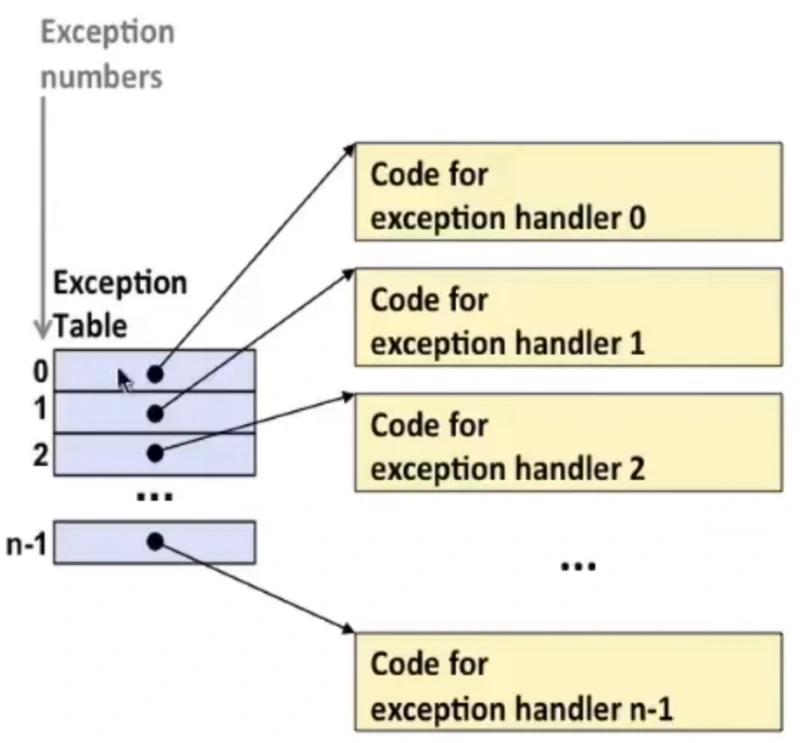 Exception
numbers
Exception
Table
0
1
2
...
n-1
Code for
exception handler 0
Code for
exception handler 1
Code for
exception handler 2
...
Code for
exception handler n-1